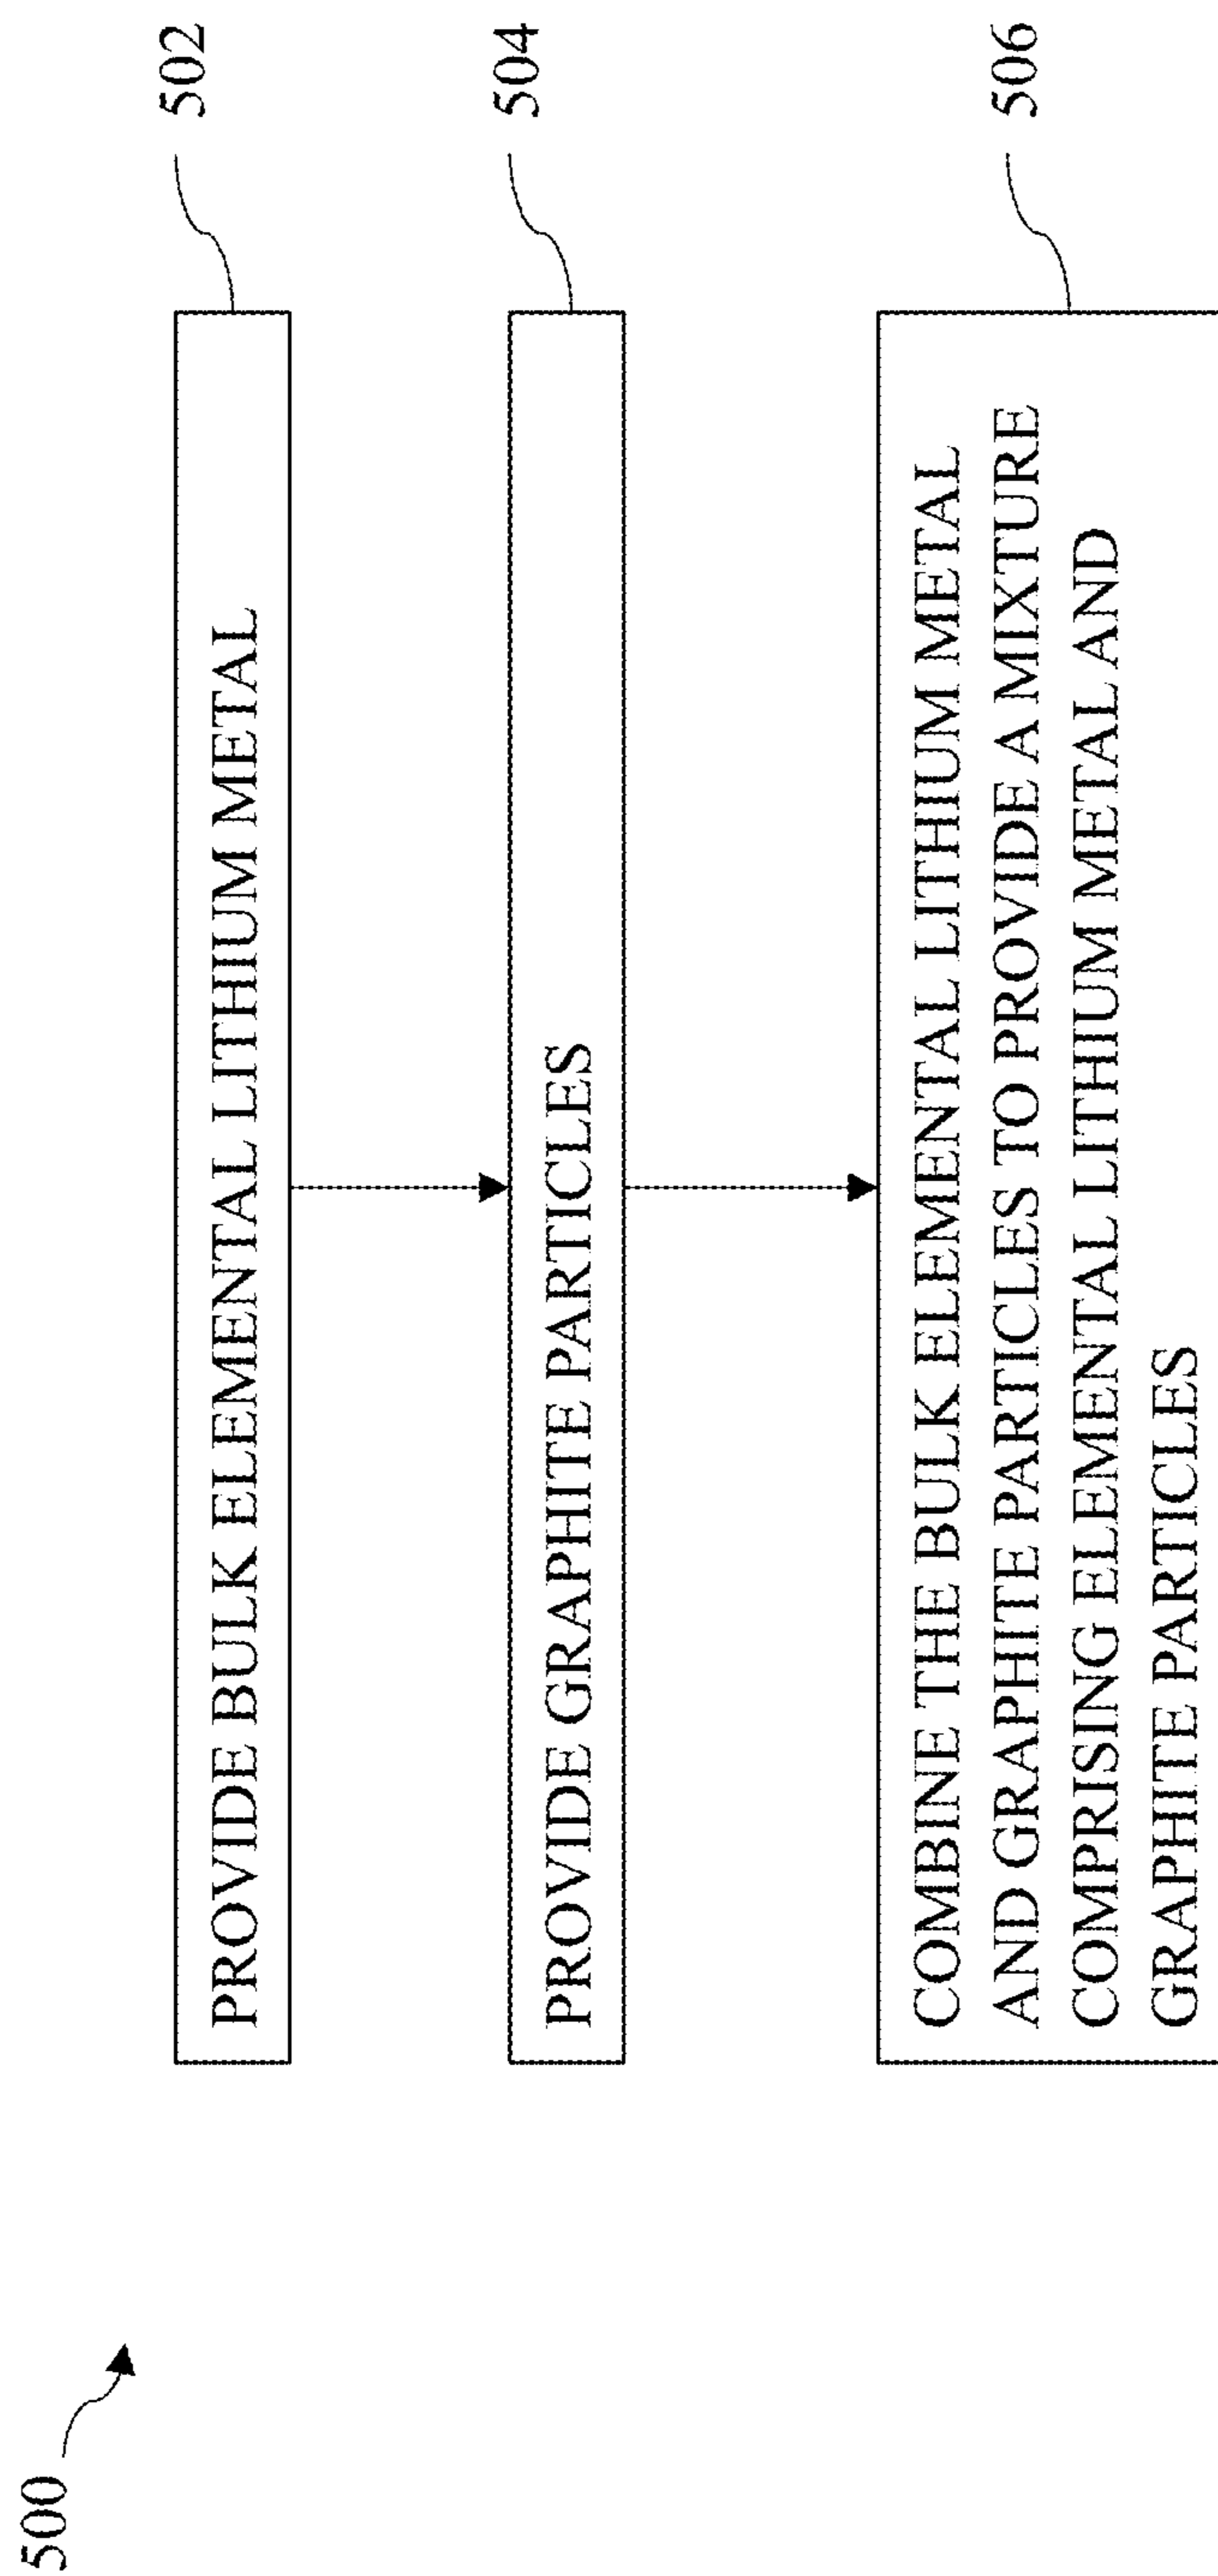 500
502
PROVIDE BULK ELEMENTAL LITHIUM METAL
504
PROVIDE GRAPHITE PARTICLES
506
COMBINE THE BULK ELEMENTAL LITHIUM METAL
AND GRAPHITE PARTICLES TO PROVIDE A MIXTURE
COMPRISING ELEMENTAL LITHIUM METAL AND
GRAPHITE PARTICLES